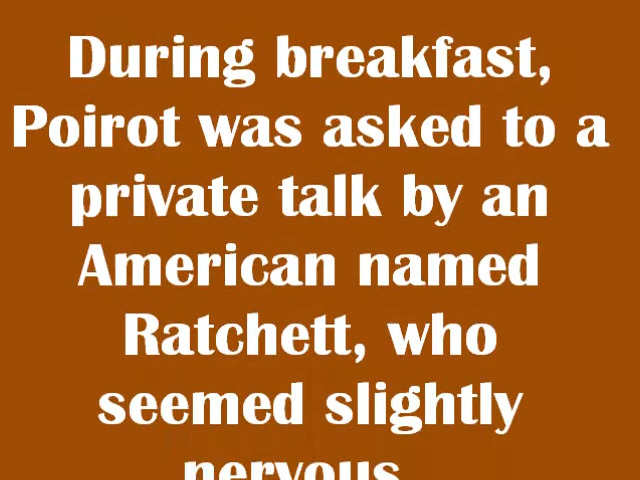 During breakfast,
Poirot was asked to a
private talk by an
American named
Ratchett, who
seemed slightly
nervous.